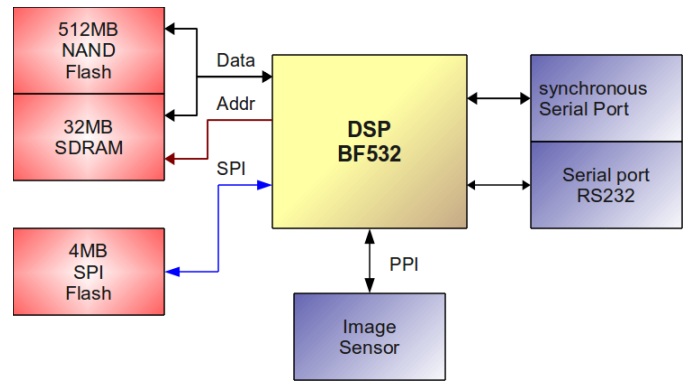 512MB
NAND
Flash
32MB
SDRAM
4MB
SPI
Flash
Data
Addr
SPI
DSP
BF532
PPI
Image
Sensor
synchronous
Serial Port
Serial port
RS232